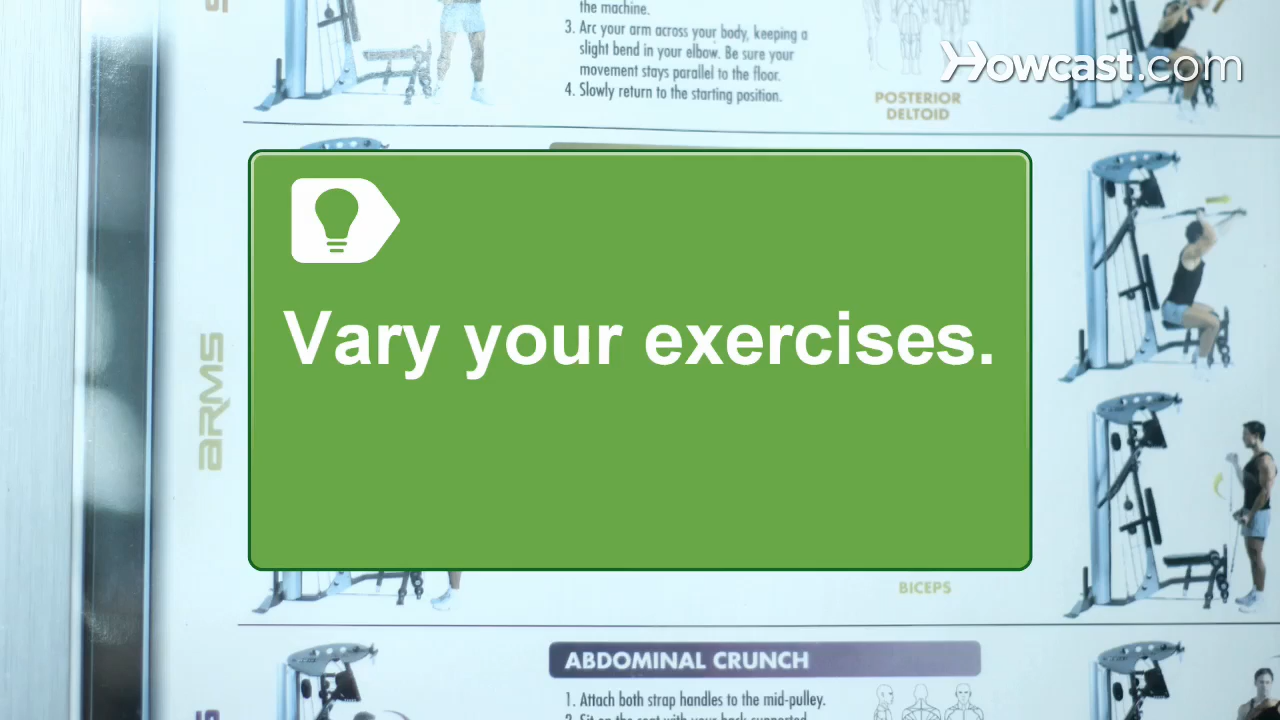 the machine.
3. Arc your arm across your body, keeping a
slight bend in your elbow. Be sure your
movement stays parallel to the floor.
4. Slowly return to the starting position.
POSTERIOR
DELTOID
Howcast.com
ARMS
Vary your exercises.
BICEPS
ABDOMINAL CRUNCH
1. Attach both strap handles to the mid-pulley.